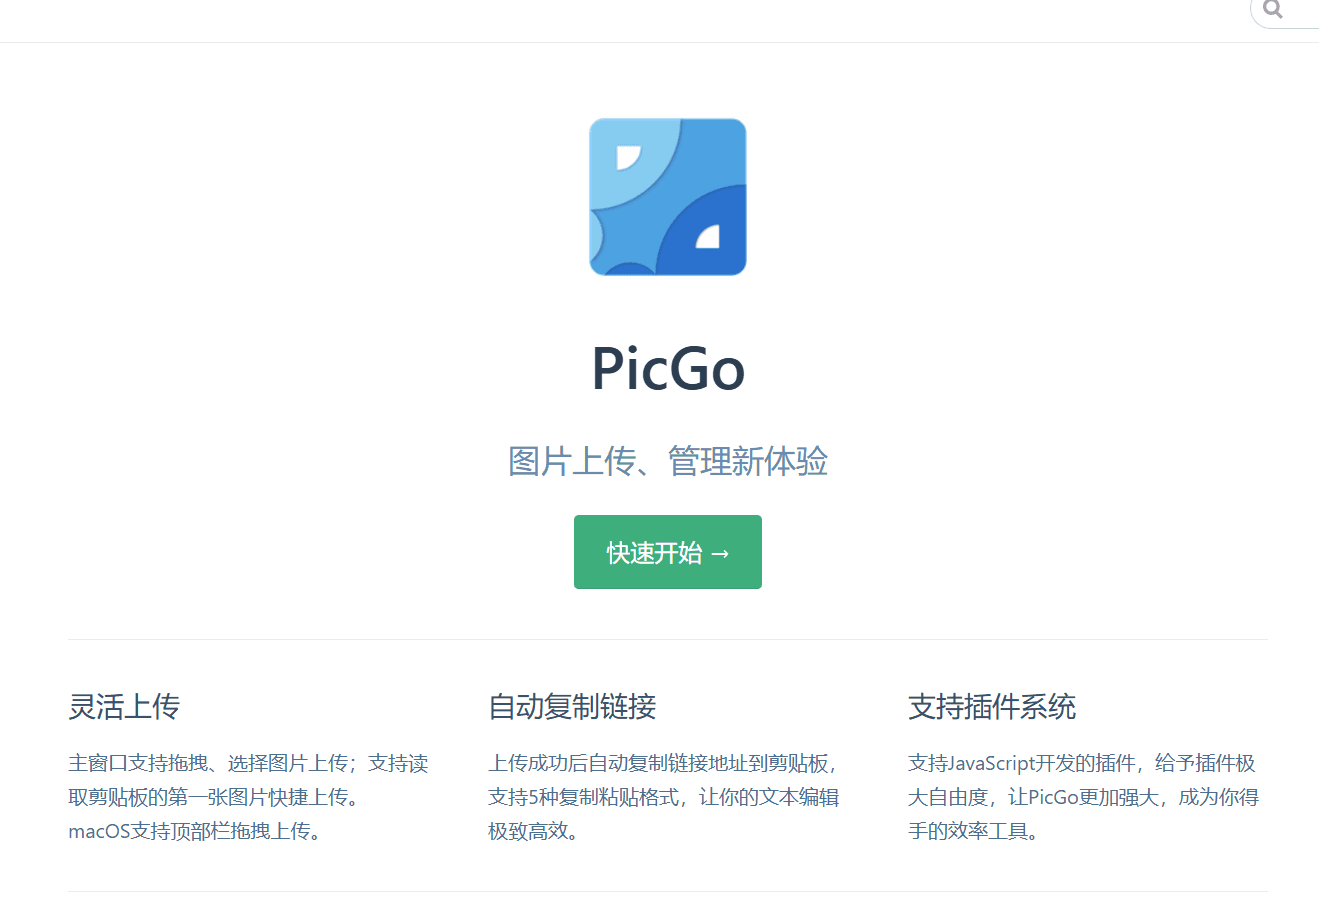 PicGo
图片上传、管理新体验
快速开始 →
灵活上传
主窗口支持拖拽、选择图片上传；支持读
取剪贴板的第一张图片快捷上传。
macOS支持顶部栏拖拽上传。
自动复制链接
上传成功后自动复制链接地址到剪贴板，
支持5种复制粘贴格式，让你的文本编辑
极致高效。
支持插件系统
支持JavaScript开发的插件，给予插件极
大自由度，让PicGo更加强大，成为你得
手的效率工具。